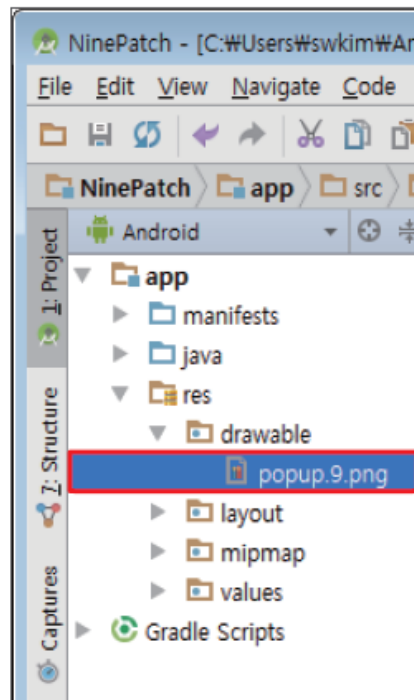 NinePatch - [C:₩Users₩swkim₩An
File Edit View Navigate Code
NinePatch app src
1: Project
Android
app
manifests
java
res
drawable
popup.9.png
layout
mipmap
values
Gradle Scripts
7: Structure
Captures